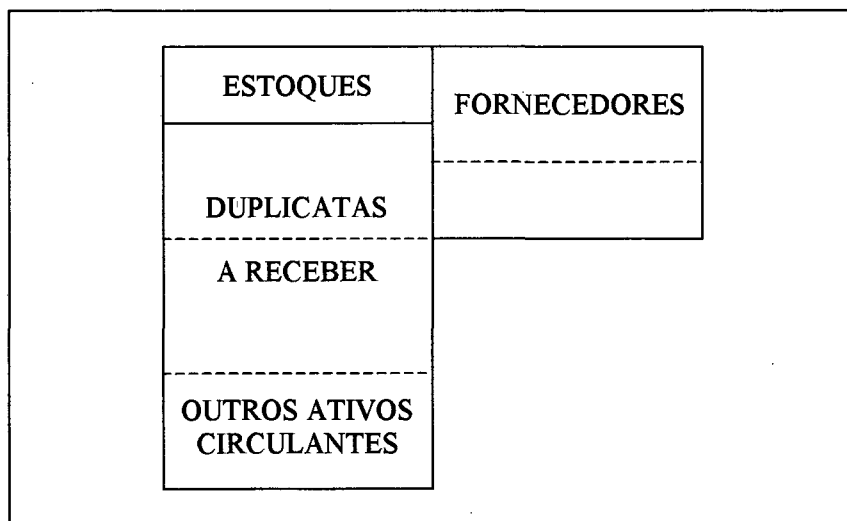 ESTOQUES
FORNECEDORES
DUPLICATAS
A RECEBER
OUTROS ATIVOS
CIRCULANTES